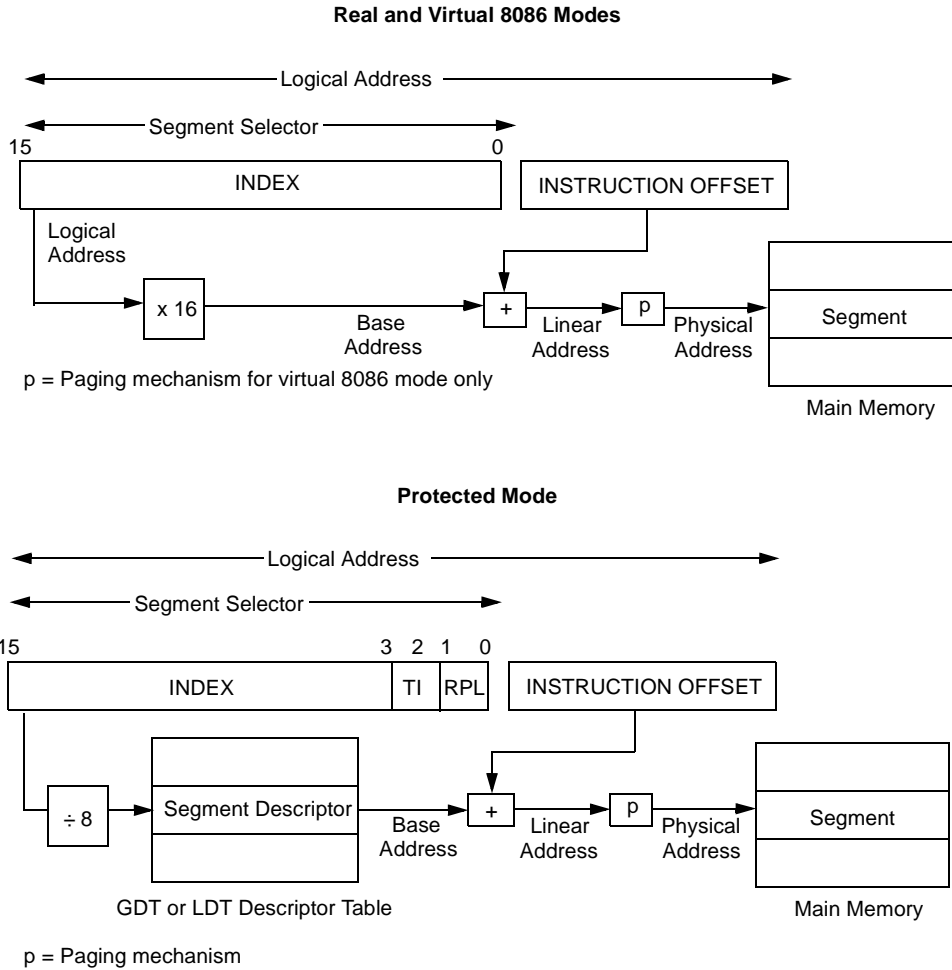 Real and Virtual 8086 Modes
Logical Address
Segment Selector
15 0
INDEX
INSTRUCTION OFFSET
Logical
Address
x 16
Base
Address
+
Linear
Address
p
Physical
Address
Segment
p = Paging mechanism for virtual 8086 mode only
Main Memory
Protected Mode
Logical Address
Segment Selector
15 3 2 1 0
INDEX
TI
RPL
INSTRUCTION OFFSET
÷ 8
Segment Descriptor
Base
Address
+
Linear
Address
p
Physical
Address
Segment
GDT or LDT Descriptor Table
Main Memory
p = Paging mechanism